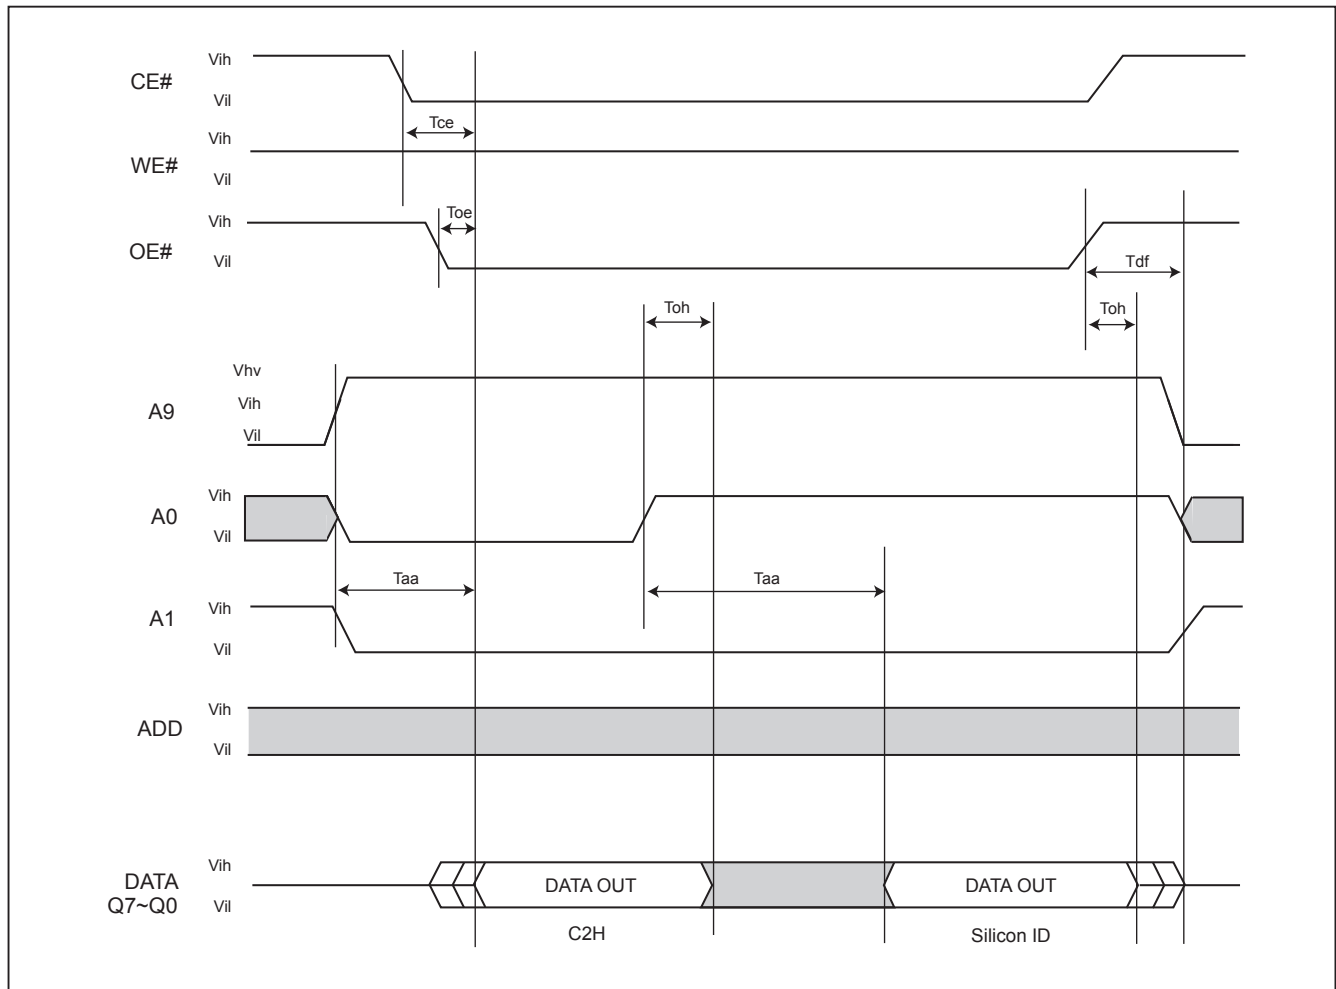 Vih
CE#
Vil
Tce
Vih
WE#
Vil
Toe
Vih
OE#
Vil
Tdf
Toh
Toh
Vhv
Vih
A9
Vil
Vih
A0
Vil
Taa
Taa
Vih
A1
Vil
Vih
ADD
Vil
Vih
DATA
Q7~Q0
Vil
DATA OUT
DATA OUT
C2H
Silicon ID